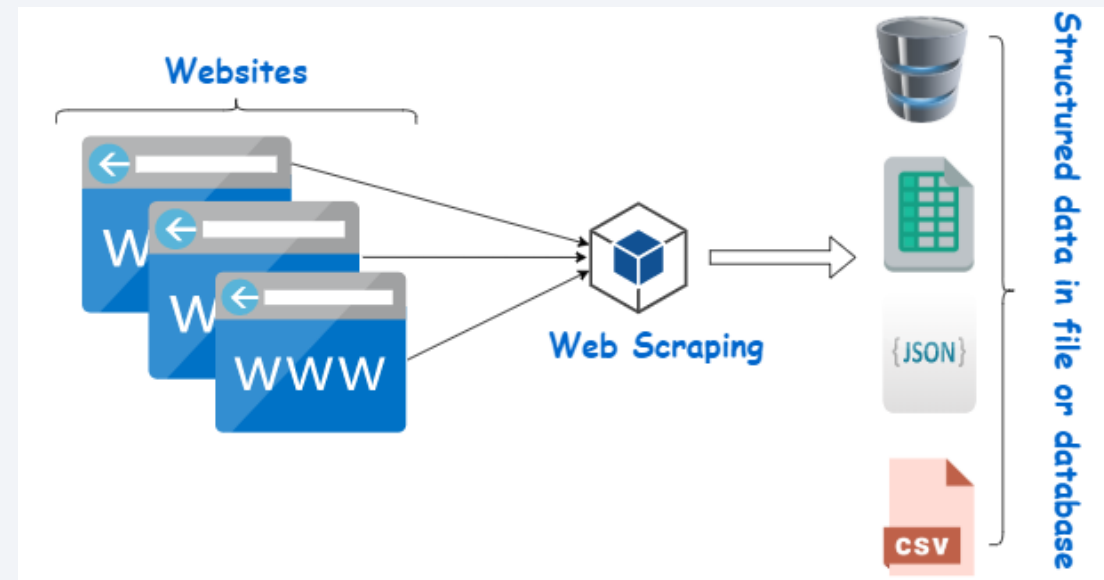 Websites
W
W
WWW
Web Scraping
{JSON}
CSV
Structured data in file or database